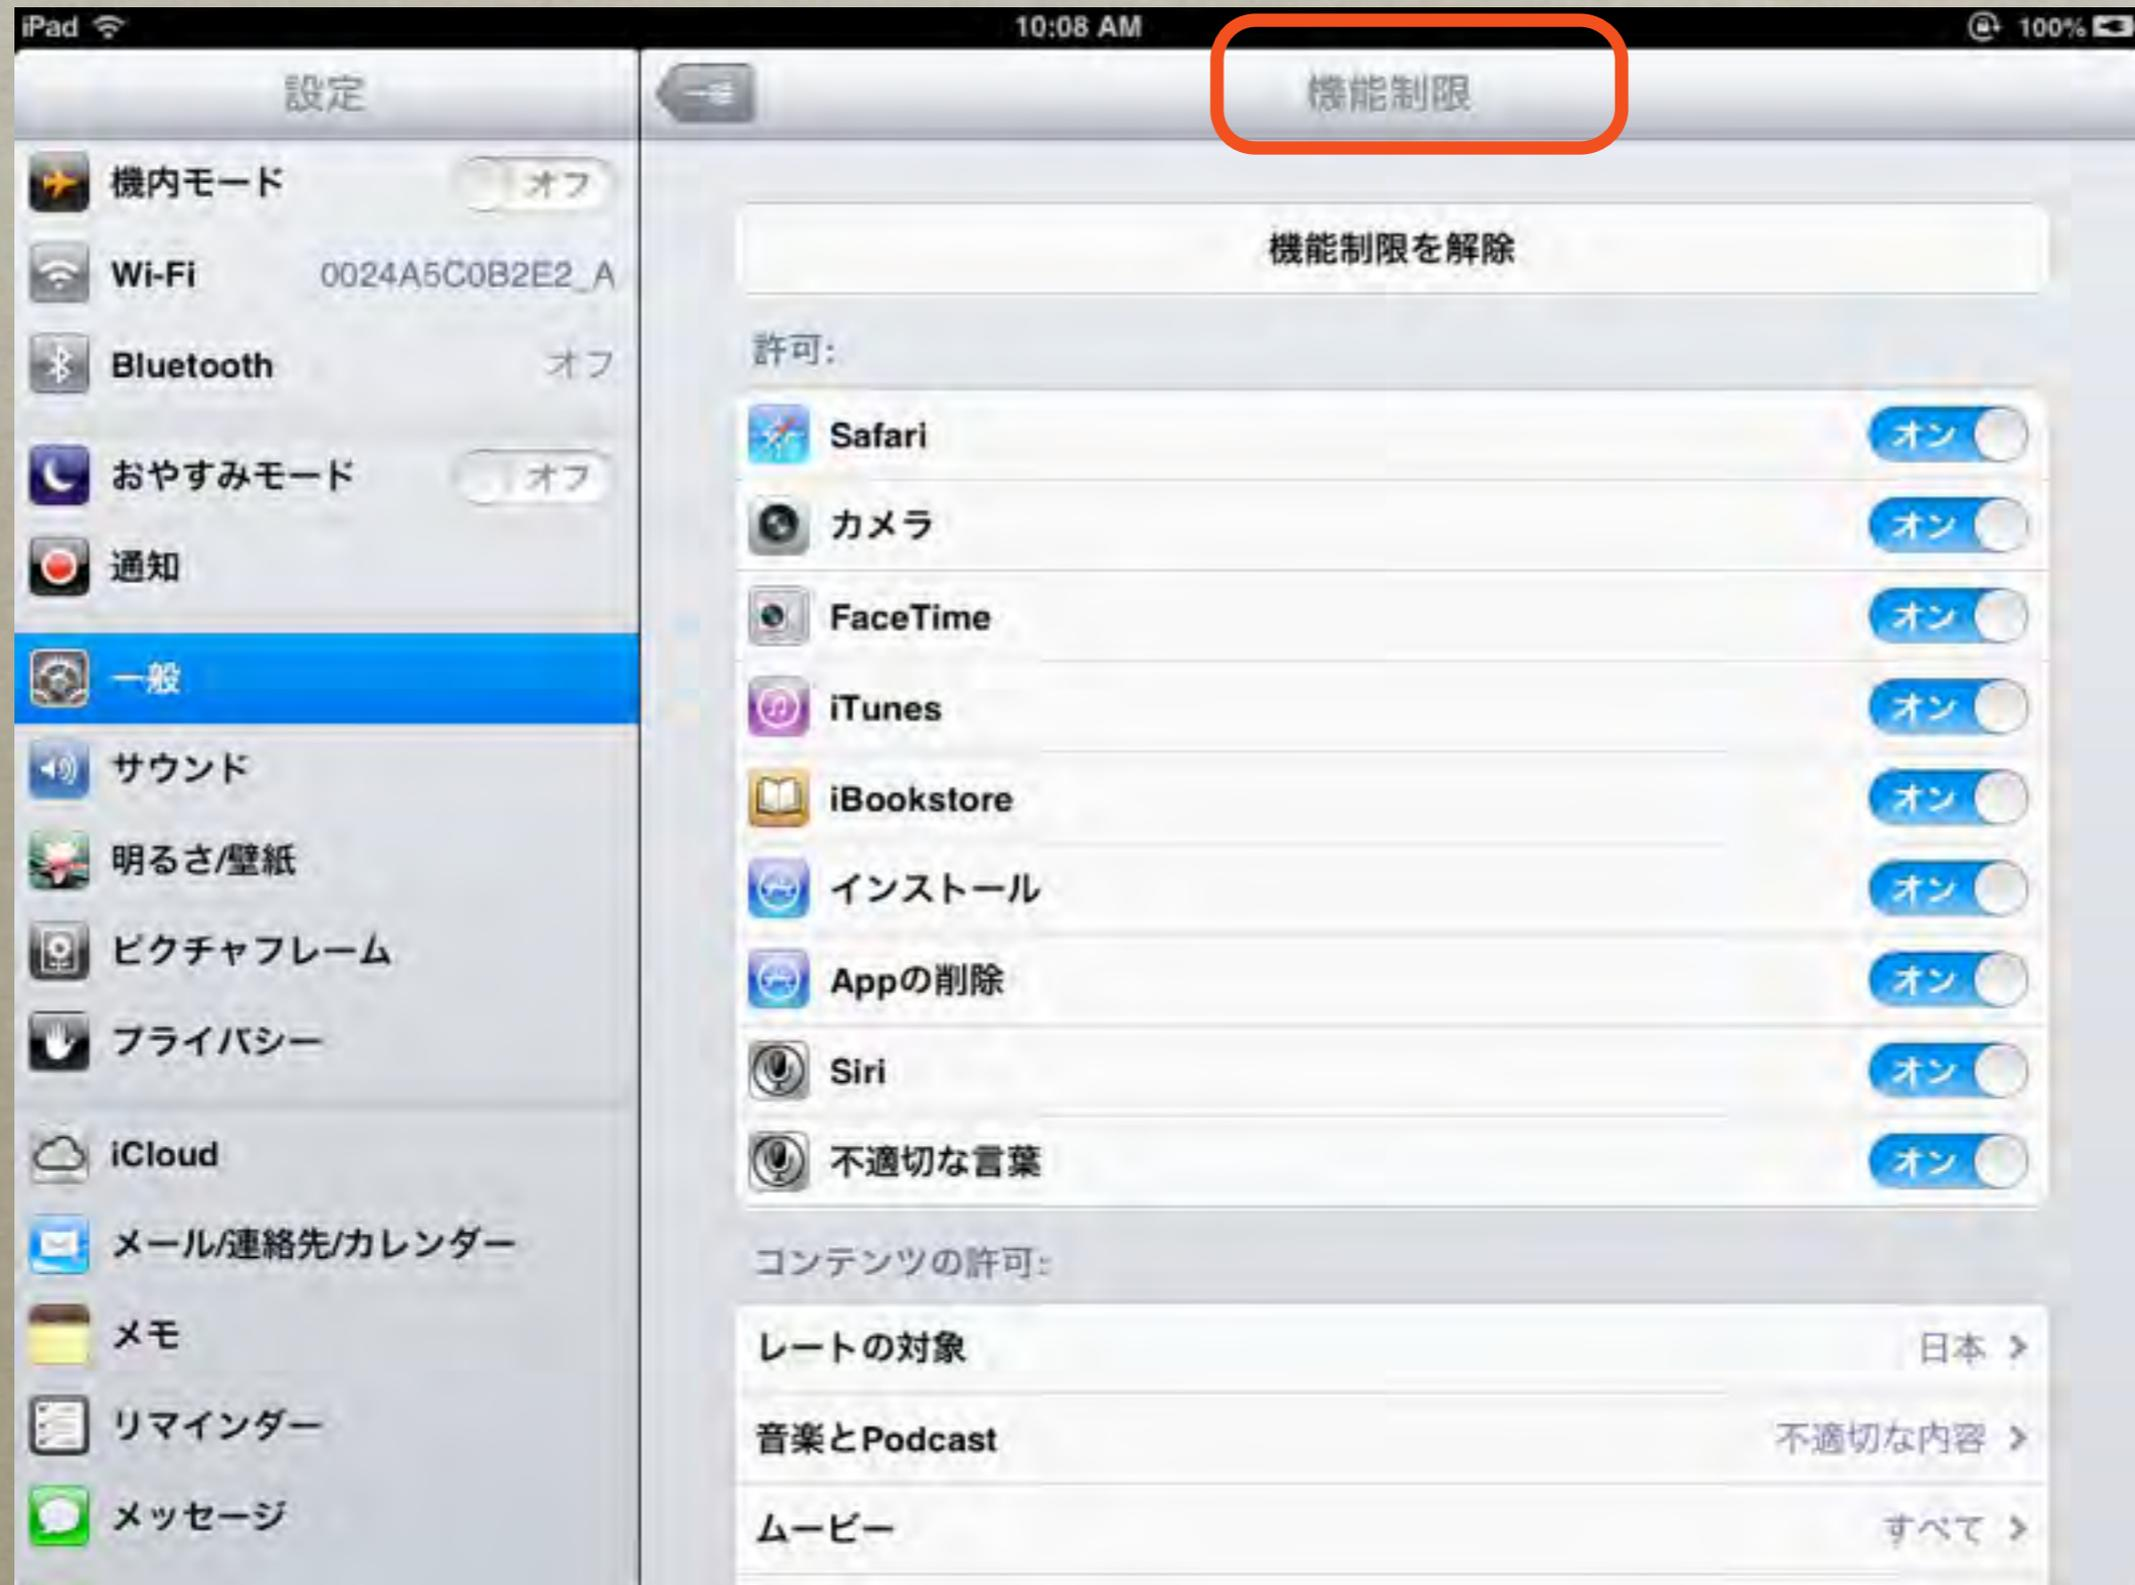 iPad
10:08 AM
100%
設定
一般
機能制限
機内モード オフ
Wi-Fi 0024A5C0B2E2_A
Bluetooth オフ
おやすみモード オフ
通知
一般
サウンド
明るさ/壁紙
ピクチャフレーム
プライバシー
iCloud
メール/連絡先/カレンダー
メモ
リマインダー
メッセージ
機能制限を解除
許可:
Safari オン
カメラ オン
FaceTime オン
iTunes オン
iBookstore オン
インストール オン
Appの削除 オン
Siri オン
不適切な言葉 オン
コンテンツの許可:
レートの対象 日本
音楽とPodcast 不適切な内容
ムービー すべて